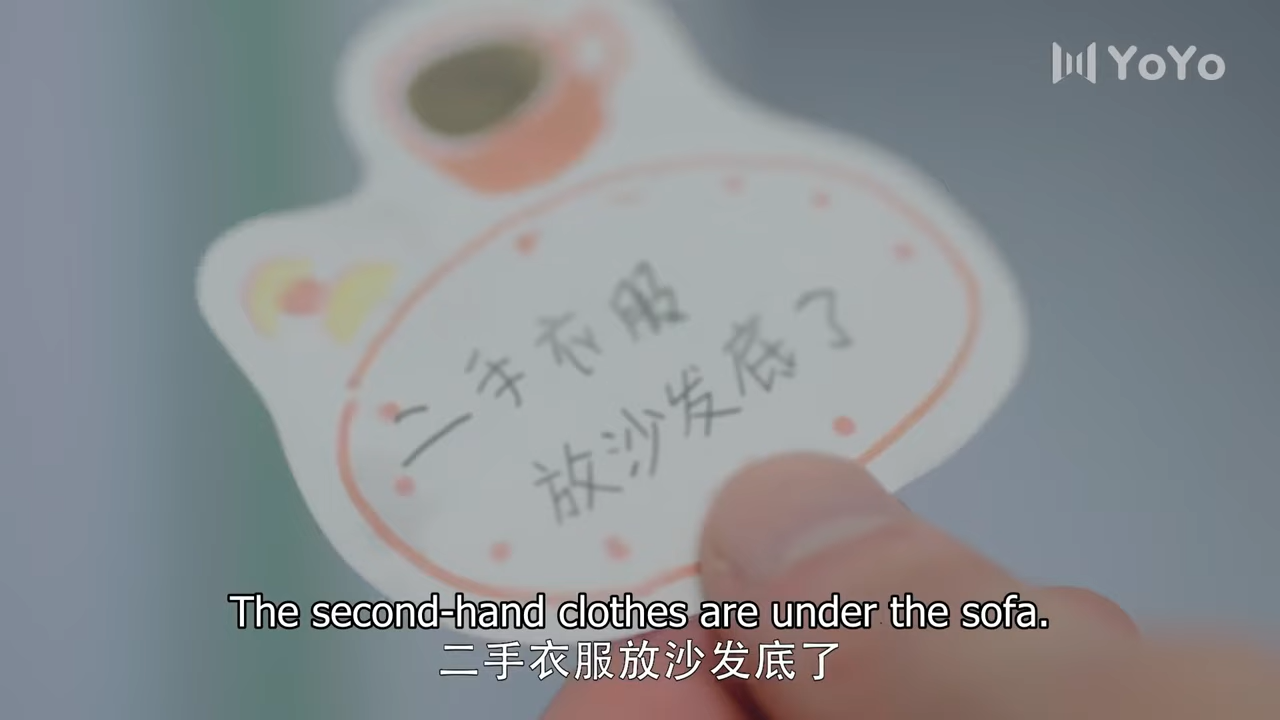 YoYo
二手衣服
放沙发底了
The second-hand clothes are under the sofa.
二手衣服放沙发底了